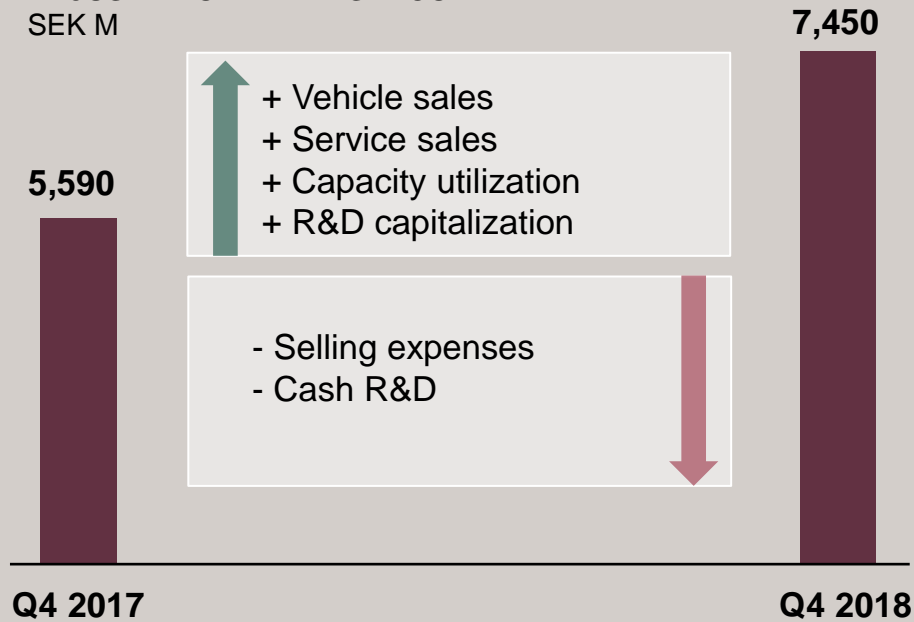 SEK M
7,450
5,590
+ Vehicle sales
+ Service sales
+ Capacity utilization
+ R&D capitalization
- Selling expenses
- Cash R&D
Q4 2017
Q4 2018